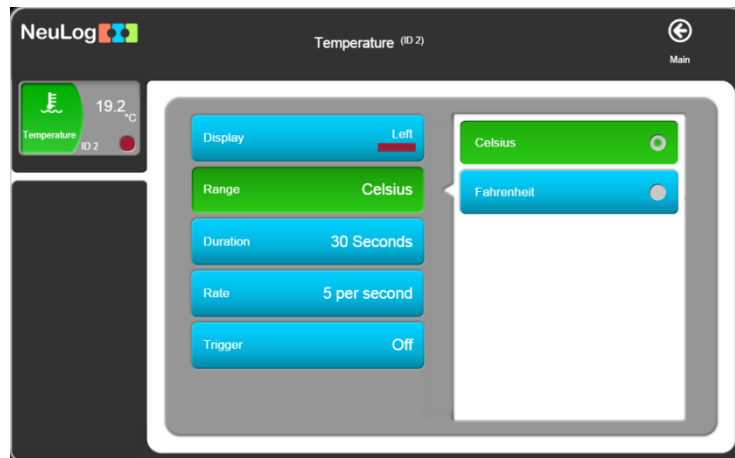 NeuLog
Temperature (ID 2)
Main
19.2 °C
Temperature
ID 2
Display Left
Range Celsius
Duration 30 Seconds
Rate 5 per second
Trigger Off
Celsius
Fahrenheit